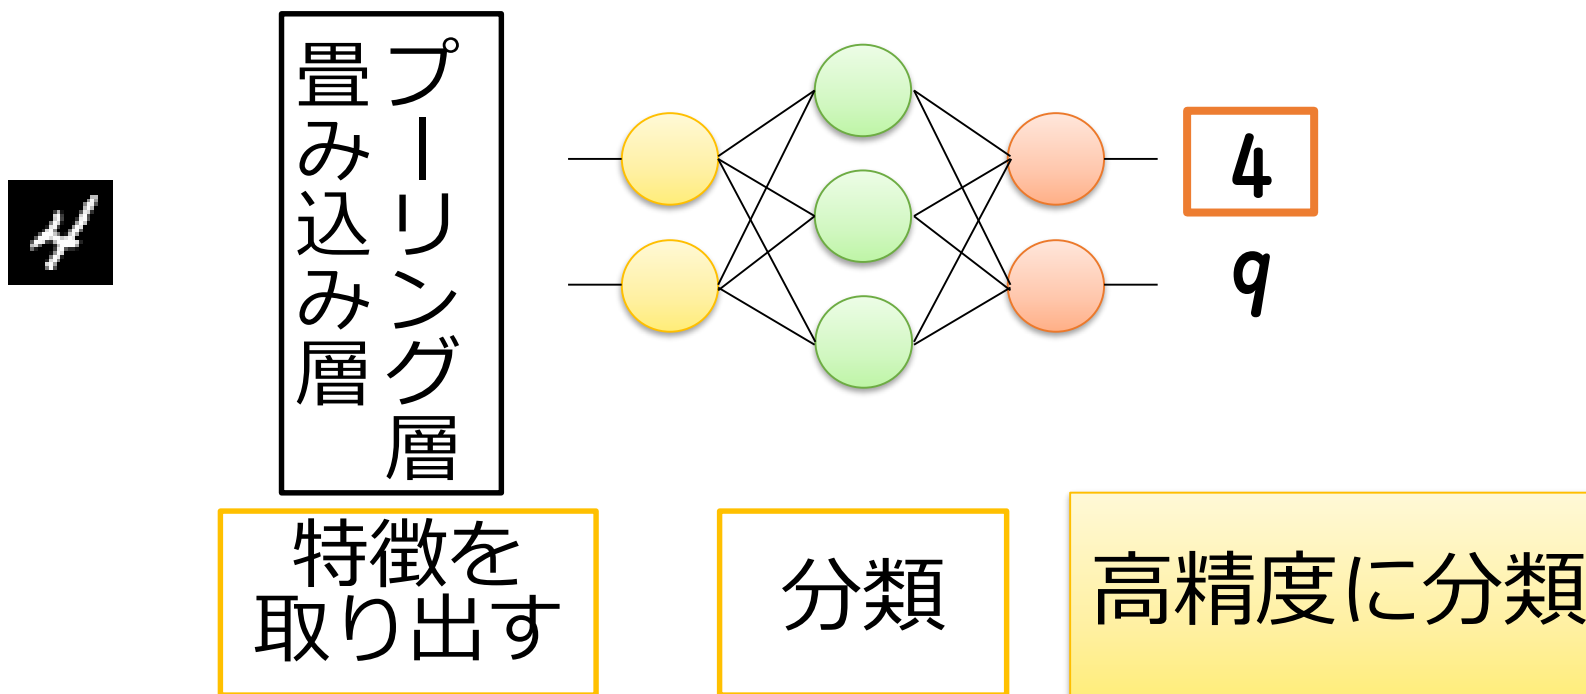 畳み込み層
プーリング層
4
9
特徴を
取り出す
分類
高精度に分類